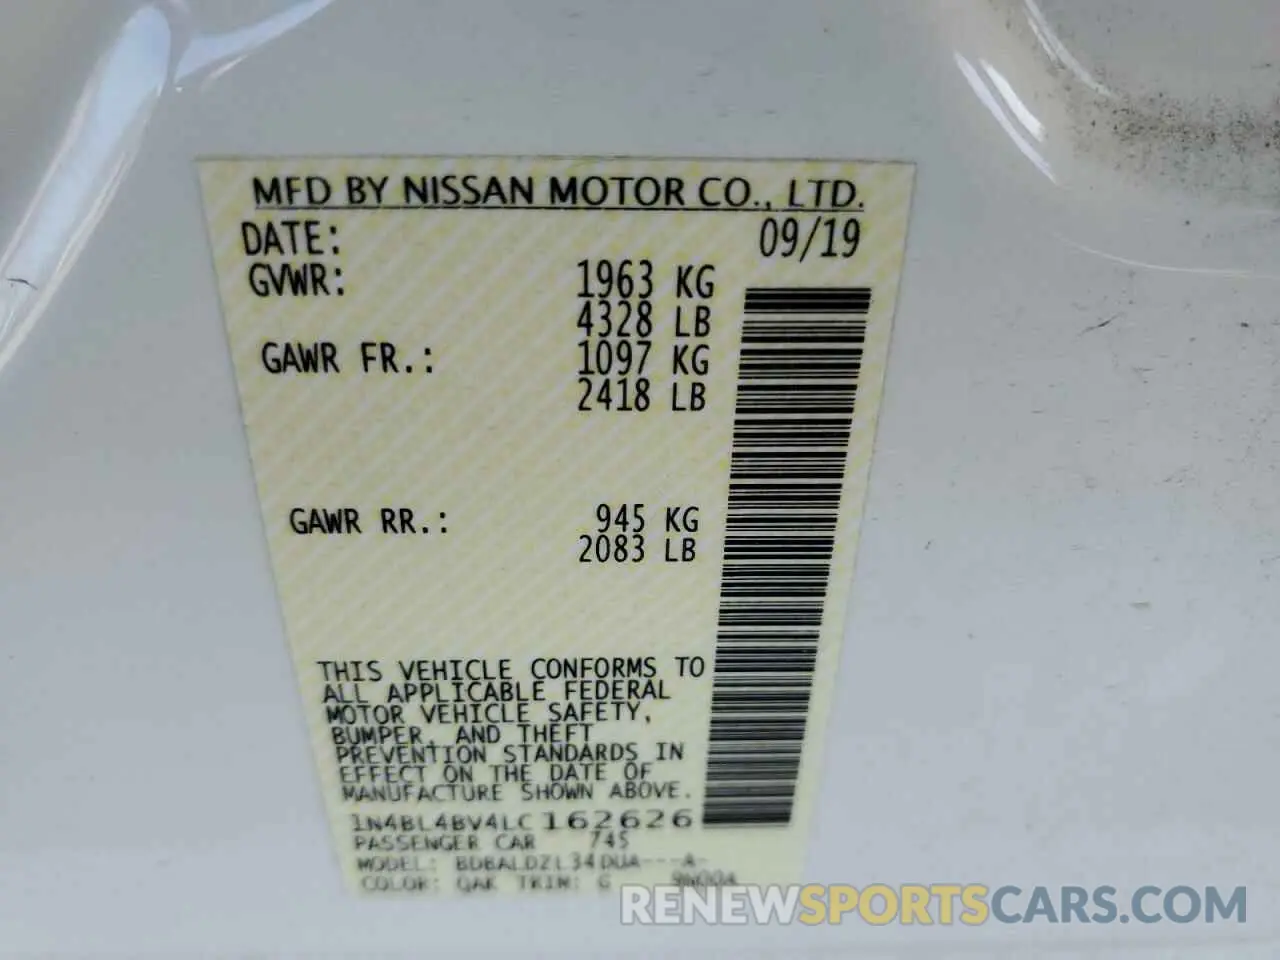 MFD BY NISSAN MOTOR CO., LTD.
DATE: 09/19
GVWR: 1963 KG
4328 LB
GAWR FR.: 1097 KG
2418 LB
GAWR RR.: 945 KG
2083 LB
THIS VEHICLE CONFORMS TO
ALL APPLICABLE FEDERAL
MOTOR VEHICLE SAFETY,
BUMPER, AND THEFT
PREVENTION STANDARDS IN
EFFECT ON THE DATE OF
MANUFACTURE SHOWN ABOVE.
1N4BL4BV4LC162626
PASSENGER CAR 745
MODEL: -A-
COLOR: QAK TRIM: G
RENEWSPORTSCARS.COM